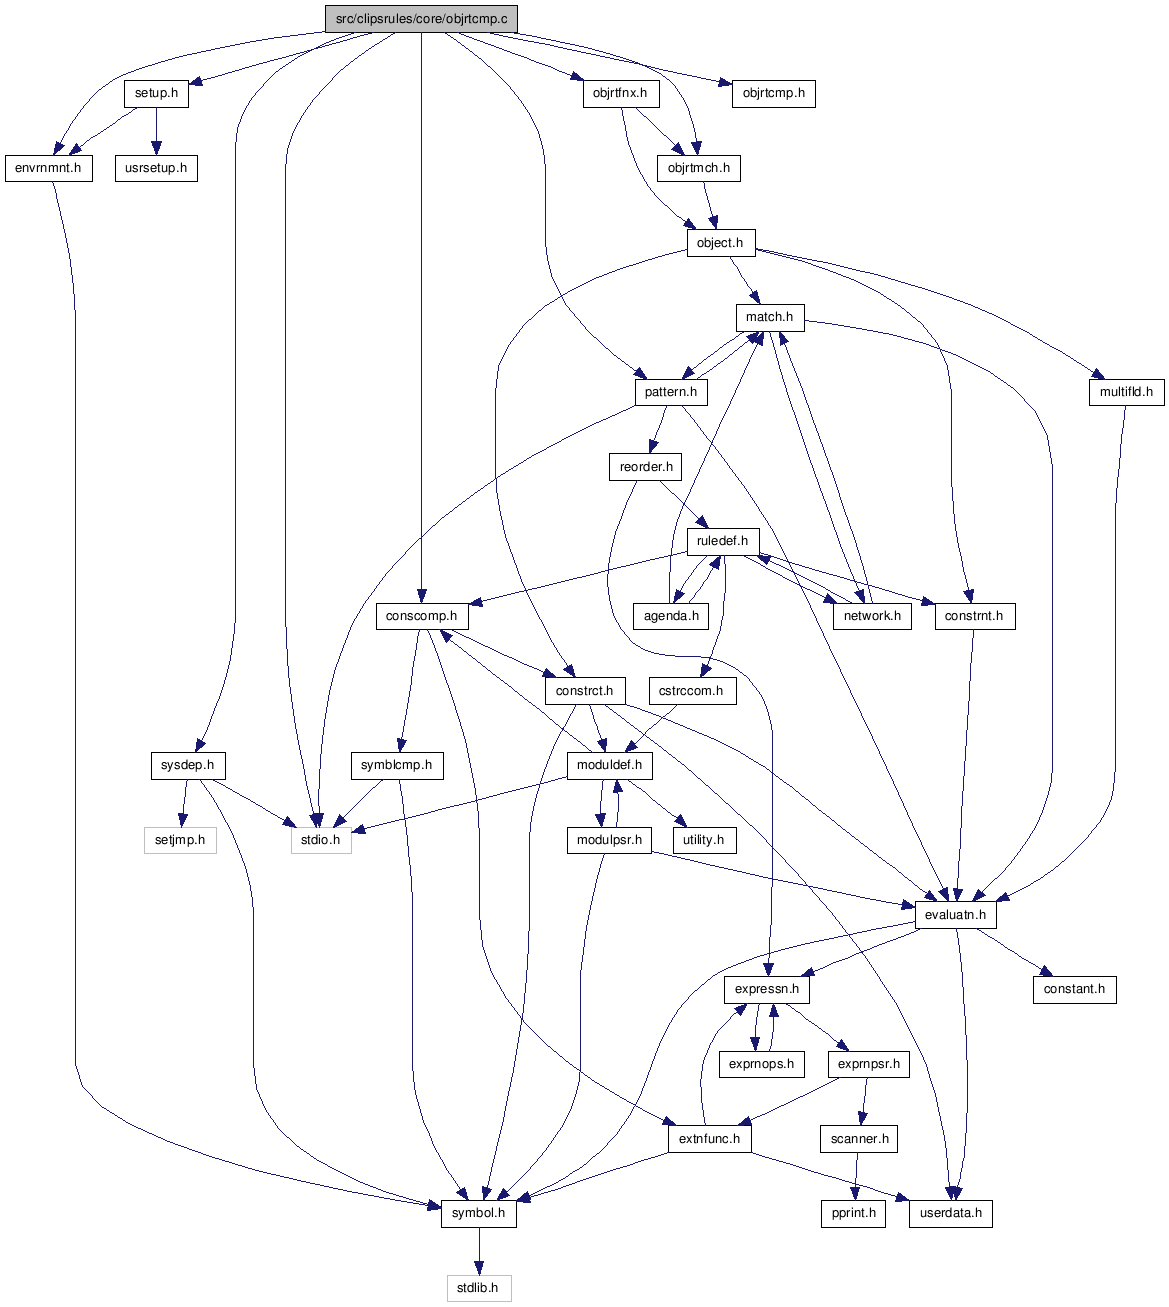 src/clipsrules/core/objrtcmp.c
setup.h
objrtfnx.h
objrtcmp.h
envrnmnt.h
usrsetup.h
objrtmch.h
object.h
match.h
pattern.h
multifld.h
reorder.h
ruledef.h
conscomp.h
agenda.h
network.h
constrnt.h
constrct.h
cstrccom.h
sysdep.h
symblcmp.h
moduldef.h
setjmp.h
stdio.h
modulpsr.h
utility.h
evaluatn.h
expressn.h
constant.h
exprnops.h
exprnpsr.h
extnfunc.h
scanner.h
symbol.h
pprint.h
userdata.h
stdlib.h